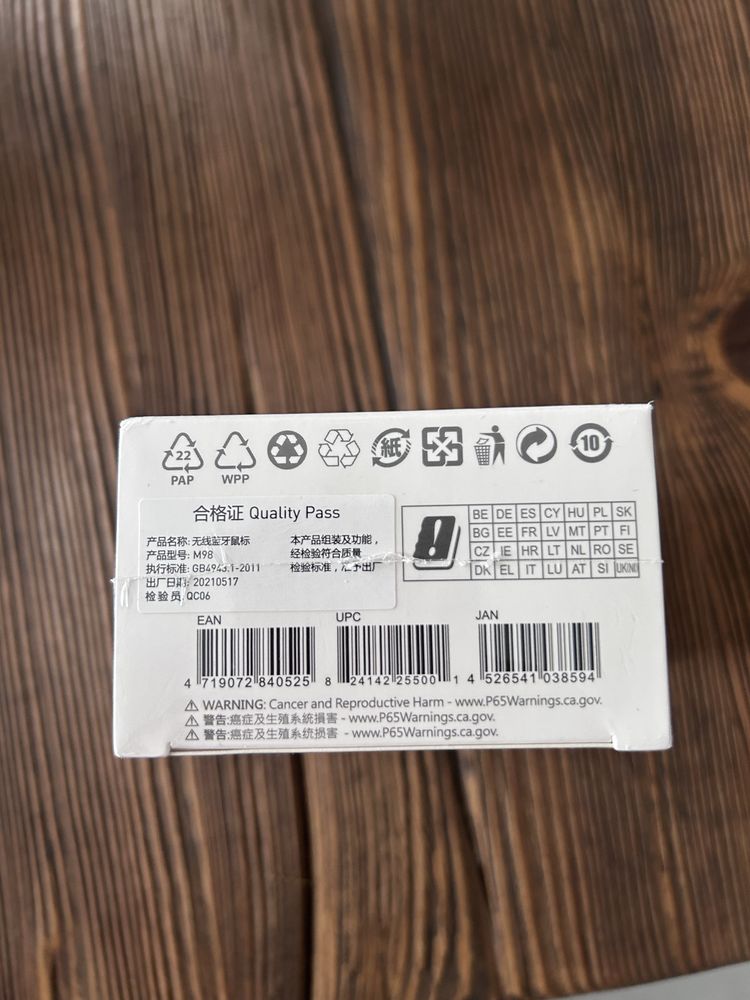 22
紙
10
PAP
WPP
合格证 Quality Pass
产品名称: 无线蓝牙鼠标
产品型号: M98
执行标准: GB4943.1-2011
出厂日期: 20210517
检 验 员: QC06
本产品组装及功能，
经检验符合质量
检验标准，准予出厂
BE DE ES CY HU PL SK
BG EE FR LV MT PT FI
CZ IE HR LT NL RO SE
DK EL IT LU AT SI UK(NI)
EAN
4 719072 840525
UPC
8 24142 25500 1
JAN
4 526541 038594
WARNING: Cancer and Reproductive Harm - www.P65Warnings.ca.gov.
警告:癌症及生殖系統損害 - www.P65Warnings.ca.gov.
警告:癌症及生殖系统损害 - www.P65Warnings.ca.gov.